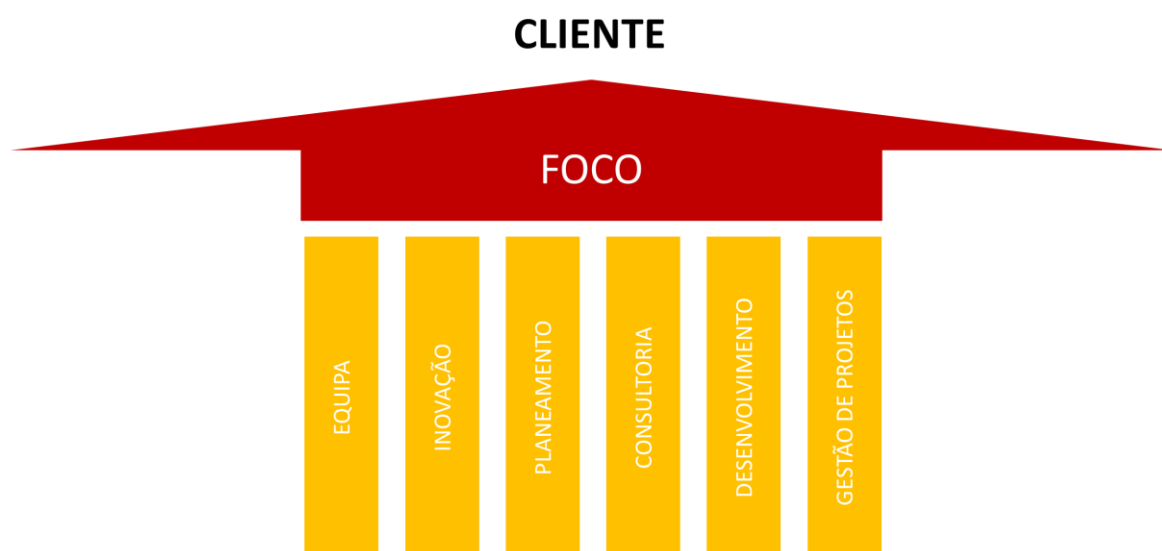 CLIENTE
FOCO
EQUIPA
INOVAÇÃO
PLANEAMENTO
CONSULTORIA
DESENVOLVIMENTO
GESTÃO DE PROJETOS